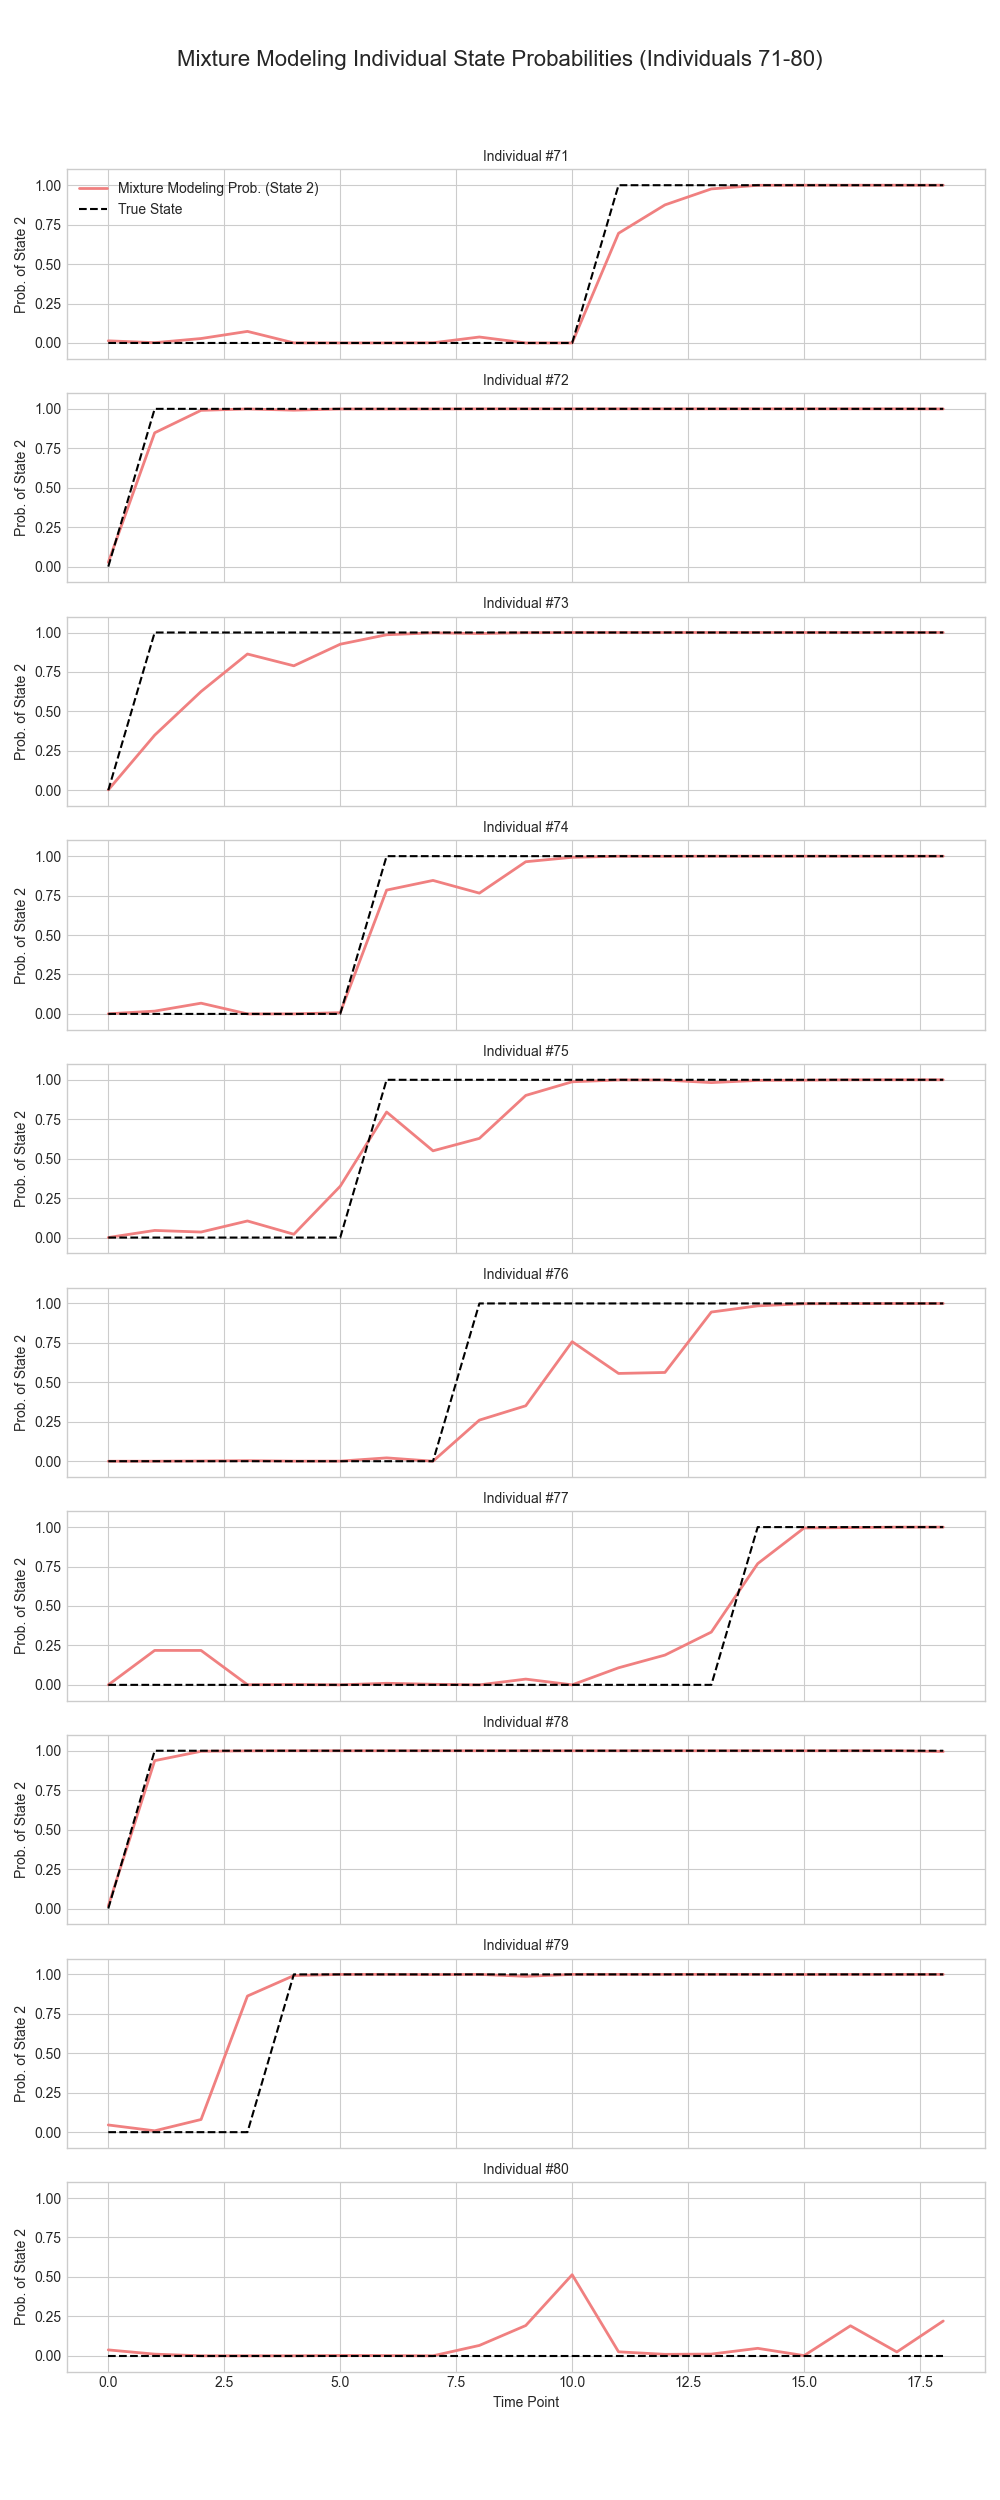 Mixture Modeling Individual State Probabilities (Individuals 71-80)
Individual #71
Mixture Modeling Prob. (State 2)
True State
Prob. of State 2
1.00
0.75
0.50
0.25
0.00
Individual #72
Prob. of State 2
1.00
0.75
0.50
0.25
0.00
Individual #73
Prob. of State 2
1.00
0.75
0.50
0.25
0.00
Individual #74
Prob. of State 2
1.00
0.75
0.50
0.25
0.00
Individual #75
Prob. of State 2
1.00
0.75
0.50
0.25
0.00
Individual #76
Prob. of State 2
1.00
0.75
0.50
0.25
0.00
Individual #77
Prob. of State 2
1.00
0.75
0.50
0.25
0.00
Individual #78
Prob. of State 2
1.00
0.75
0.50
0.25
0.00
Individual #79
Prob. of State 2
1.00
0.75
0.50
0.25
0.00
Individual #80
Prob. of State 2
1.00
0.75
0.50
0.25
0.00
0.0 2.5 5.0 7.5 10.0 12.5 15.0 17.5
Time Point